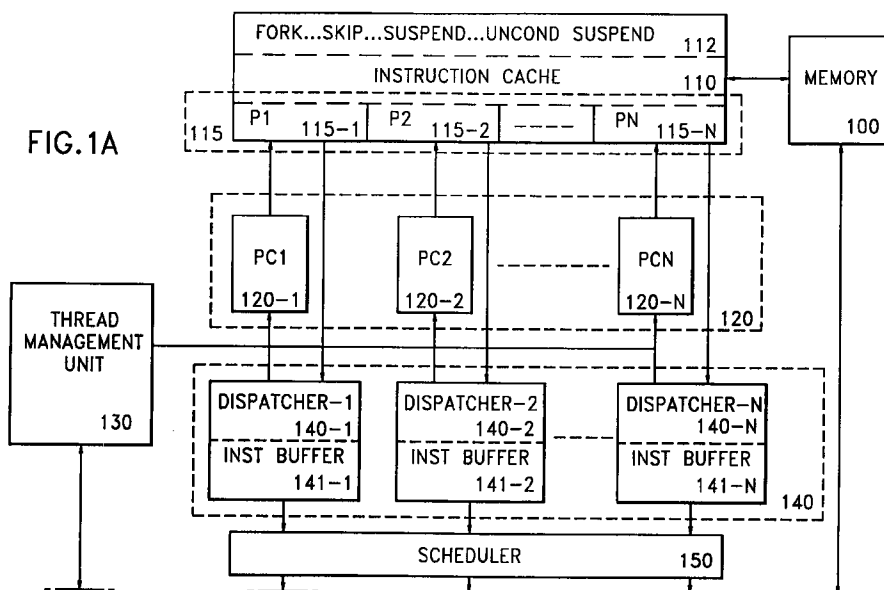 FORK...SKIP...SUSPEND...UNCOND SUSPEND
112
INSTRUCTION CACHE
110
MEMORY
100
FIG.1A
115
P1
115-1
P2
115-2
PN
115-N
PC1
120-1
PC2
120-2
PCN
120-N
120
THREAD
MANAGEMENT
UNIT
130
DISPATCHER-1
140-1
INST BUFFER
141-1
DISPATCHER-2
140-2
INST BUFFER
141-2
DISPATCHER-N
140-N
INST BUFFER
141-N
140
SCHEDULER
150